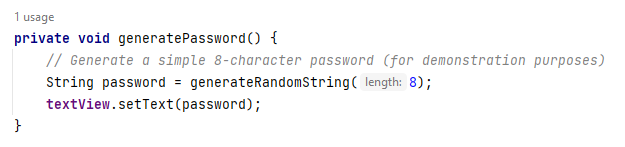 1 usage
private void generatePassword() {
    // Generate a simple 8-character password (for demonstration purposes)
    String password = generateRandomString( length: 8);
    textView.setText(password);
}